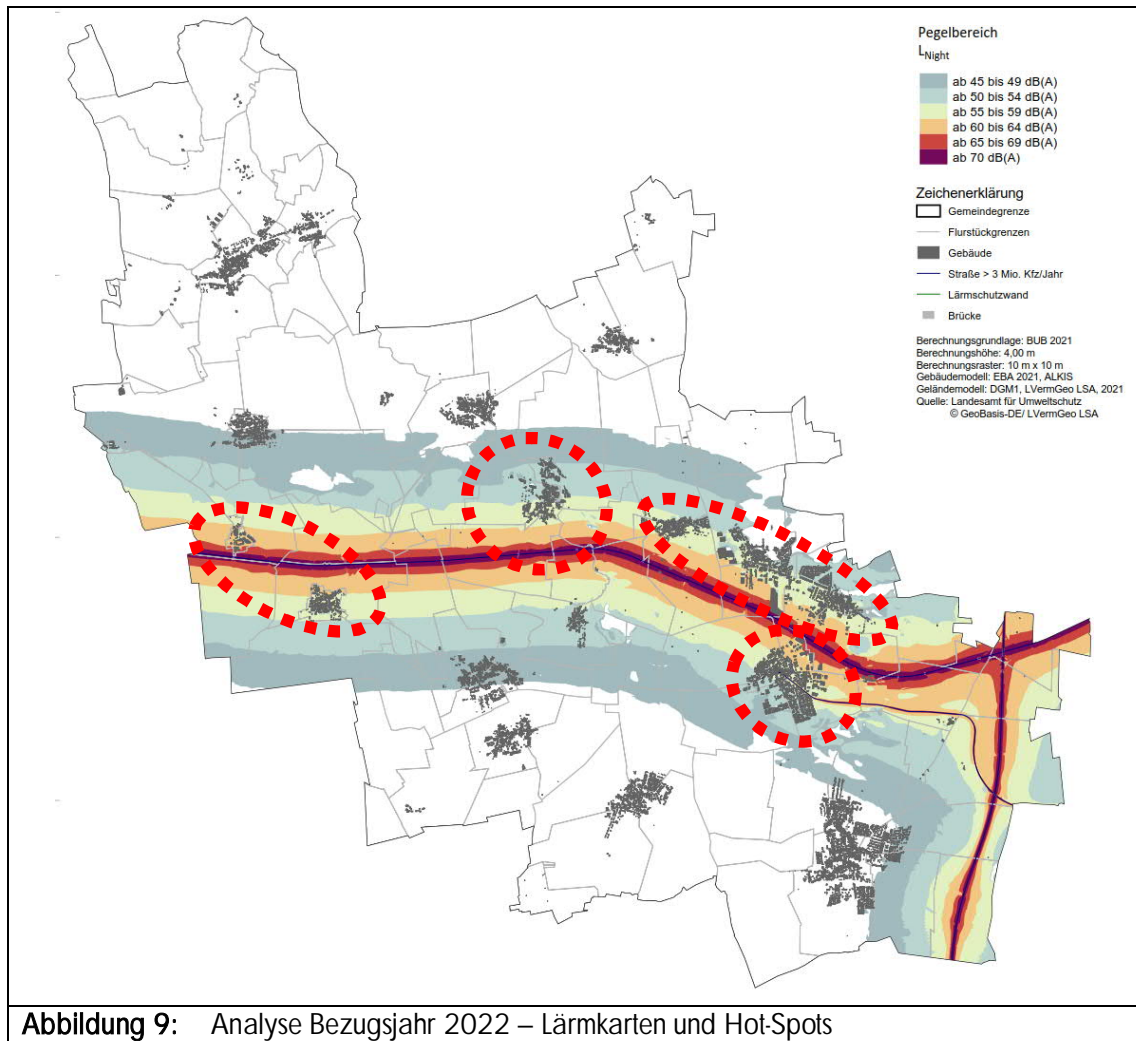 Pegelbereich
LNight
ab 45 bis 49 dB(A)
ab 50 bis 54 dB(A)
ab 55 bis 59 dB(A)
ab 60 bis 64 dB(A)
ab 65 bis 69 dB(A)
ab 70 dB(A)
Zeichenerklärung
Gemeindegrenze
Flurstückgrenzen
Gebäude
Straße > 3 Mio. Kfz/Jahr
Lärmschutzwand
Brücke
Berechnungsgrundlage: BUB 2021
Berechnungshöhe: 4,00 m
Berechnungsraster: 10 m x 10 m
Gebäudemodell: EBA 2021, ALKIS
Geländemodell: DGM1, LVermGeo LSA, 2021
Quelle: Landesamt für Umweltschutz
© GeoBasis-DE/ LVermGeo LSA
Abbildung 9: Analyse Bezugsjahr 2022 – Lärmkarten und Hot-Spots